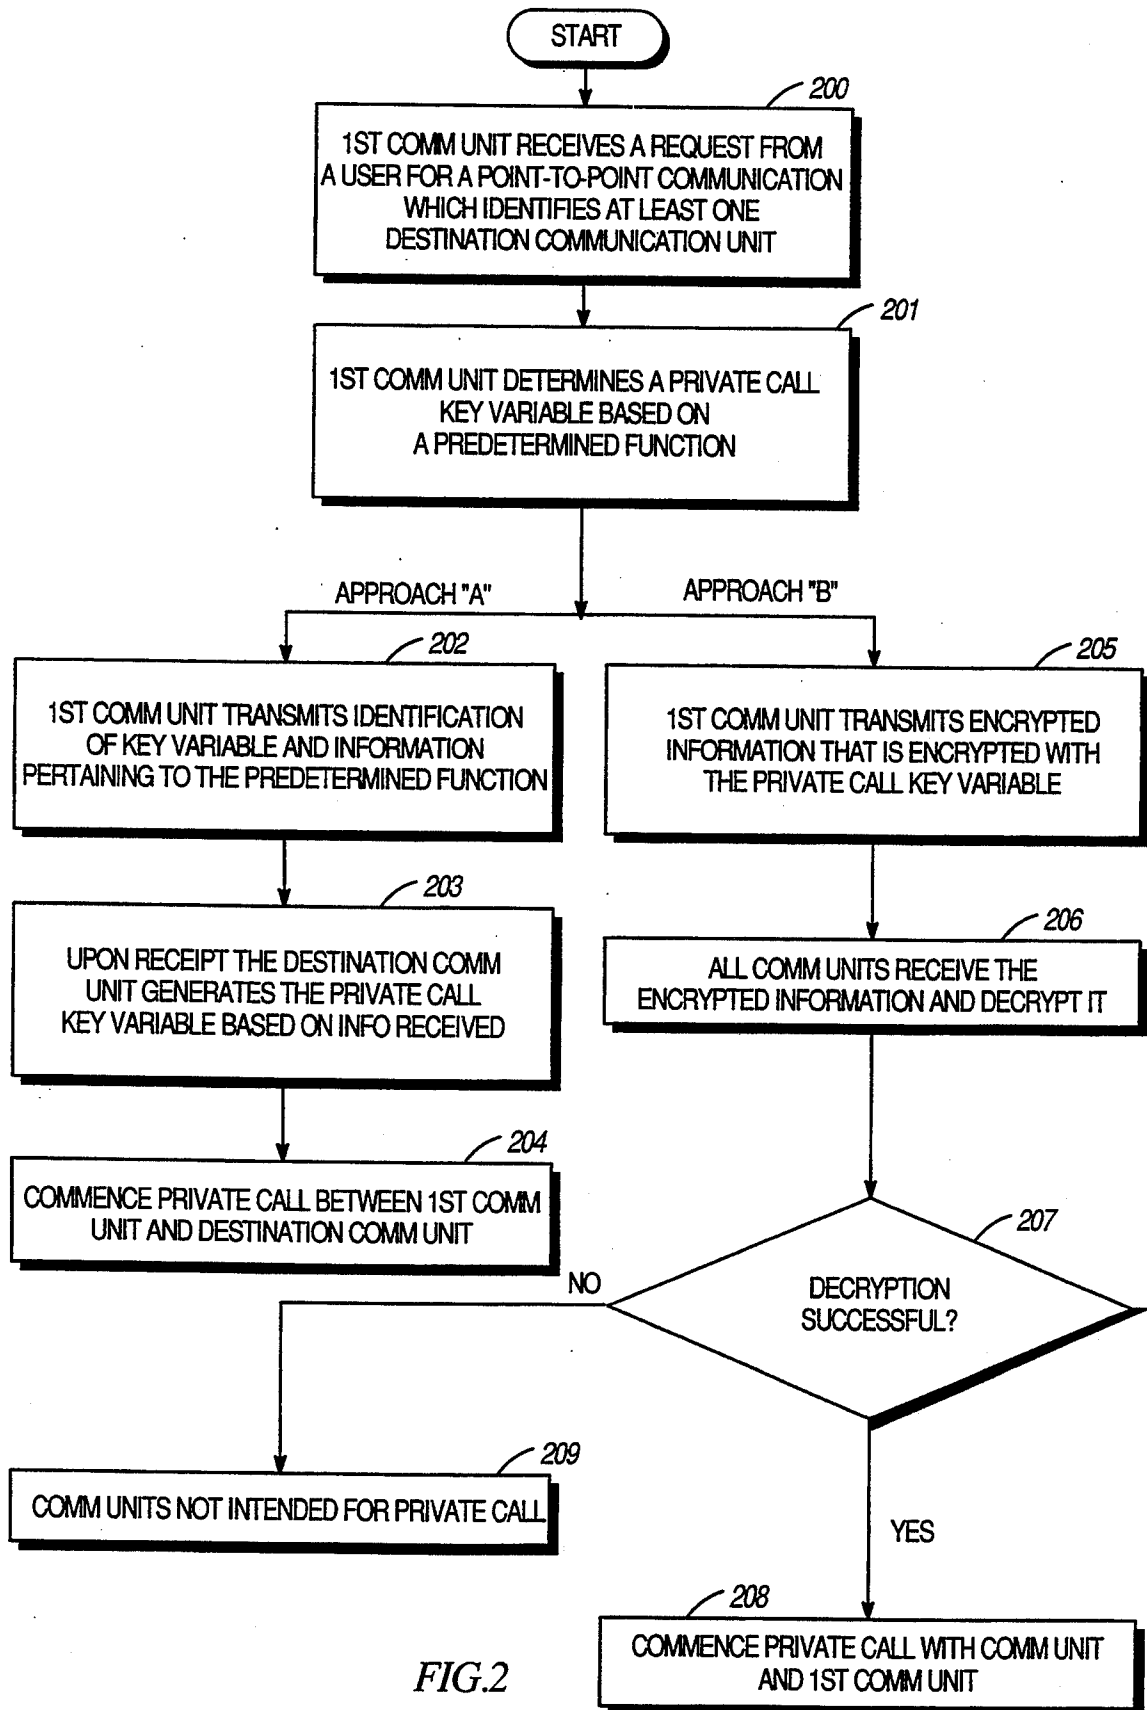 START
200
1ST COMM UNIT RECEIVES A REQUEST FROM
A USER FOR A POINT-TO-POINT COMMUNICATION
WHICH IDENTIFIES AT LEAST ONE
DESTINATION COMMUNICATION UNIT
201
1ST COMM UNIT DETERMINES A PRIVATE CALL
KEY VARIABLE BASED ON
A PREDETERMINED FUNCTION
APPROACH "A"
APPROACH "B"
202
1ST COMM UNIT TRANSMITS IDENTIFICATION
OF KEY VARIABLE AND INFORMATION
PERTAINING TO THE PREDETERMINED FUNCTION
205
1ST COMM UNIT TRANSMITS ENCRYPTED
INFORMATION THAT IS ENCRYPTED WITH
THE PRIVATE CALL KEY VARIABLE
203
UPON RECEIPT THE DESTINATION COMM
UNIT GENERATES THE PRIVATE CALL
KEY VARIABLE BASED ON INFO RECEIVED
206
ALL COMM UNITS RECEIVE THE
ENCRYPTED INFORMATION AND DECRYPT IT
204
COMMENCE PRIVATE CALL BETWEEN 1ST COMM
UNIT AND DESTINATION COMM UNIT
207
DECRYPTION
SUCCESSFUL?
NO
209
COMM UNITS NOT INTENDED FOR PRIVATE CALL
YES
208
COMMENCE PRIVATE CALL WITH COMM UNIT
AND 1ST COMM UNIT
FIG.2